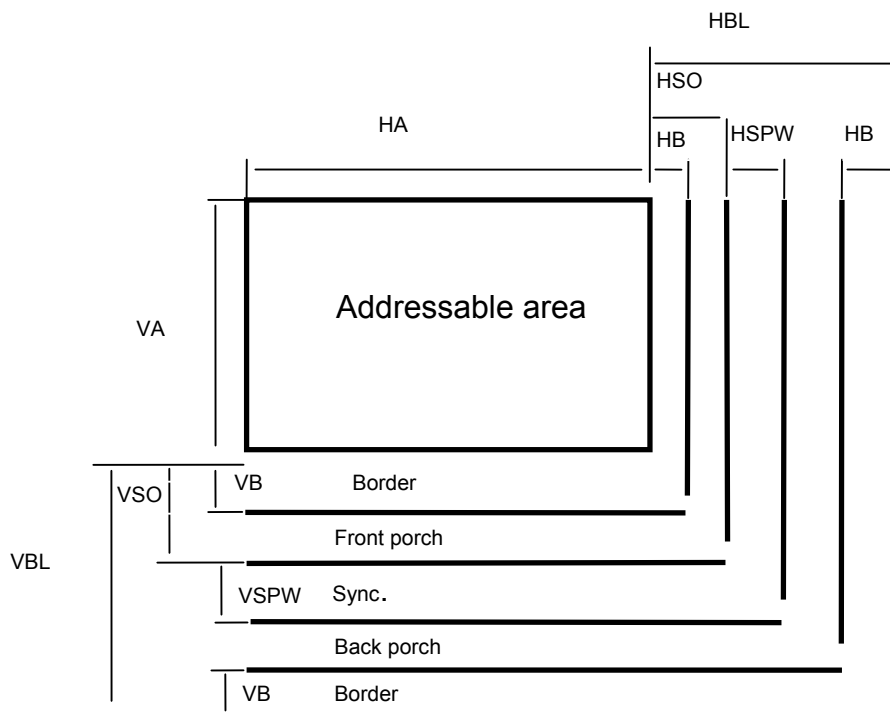 HBL
HSO
HA
HB
HSPW
HB
Addressable area
VA
VB
Border
VSO
Front porch
VBL
VSPW
Sync.
Back porch
VB
Border